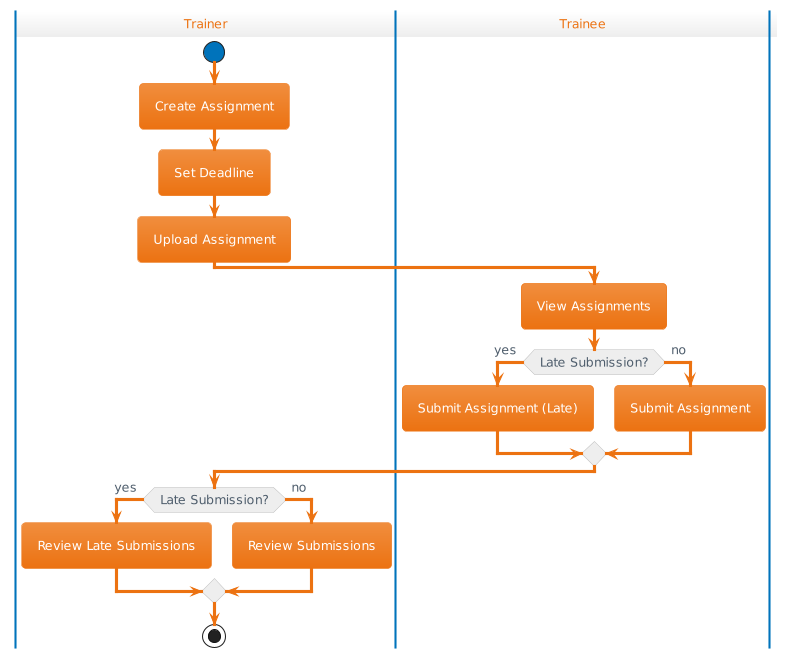 Trainer
Trainee
Create Assignment
Set Deadline
Upload Assignment
View Assignments
yes
Late Submission?
no
Submit Assignment (Late)
Submit Assignment
yes
Late Submission?
no
Review Late Submissions
Review Submissions